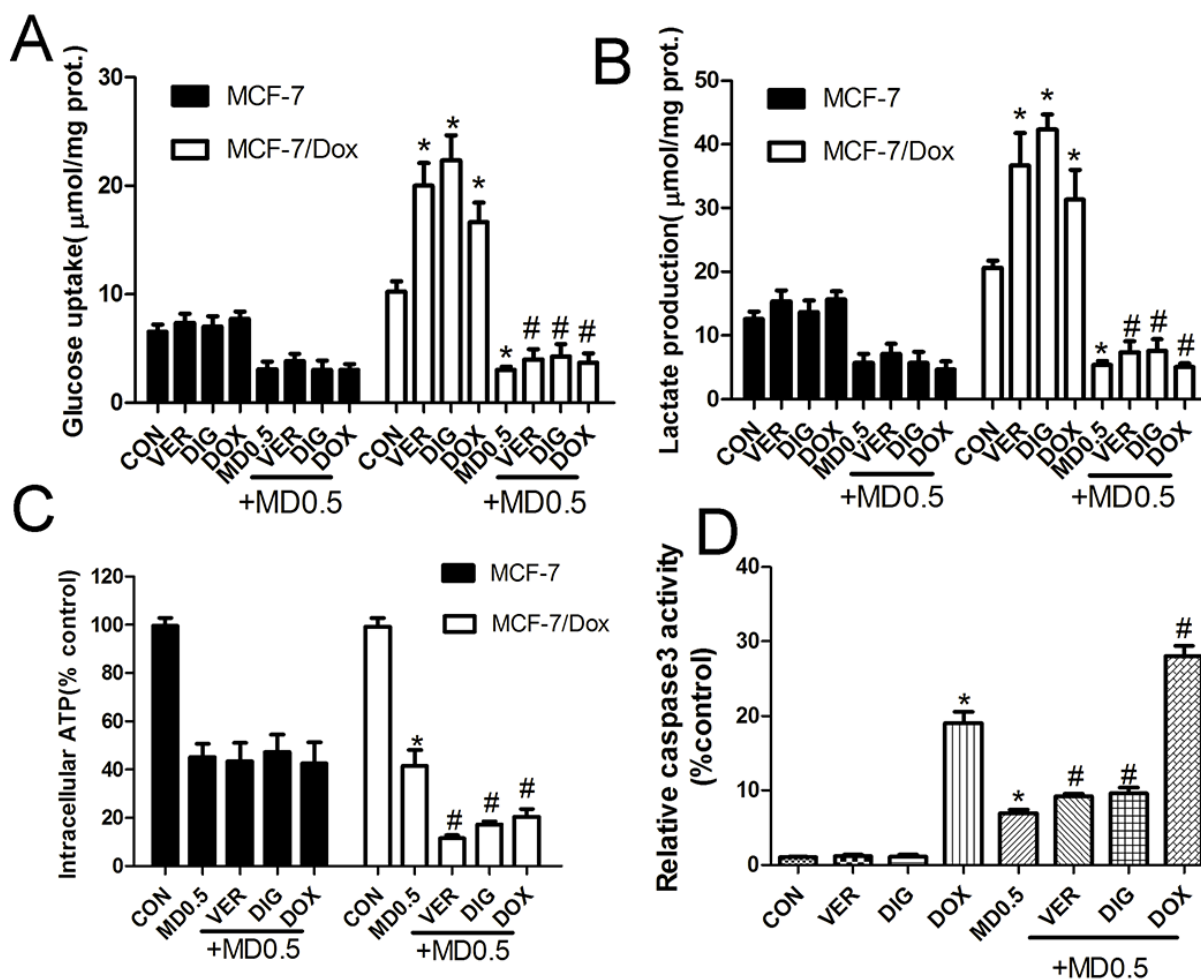 A
Glucose uptake( μmol/mg prot.)
30
20
10
0
MCF-7
MCF-7/Dox
* * *
* # # #
CON VER DIG DOX MD0.5 VER DIG DOX CON VER DIG DOX MD0.5 VER DIG DOX
+MD0.5 +MD0.5
B
Lactate production( μmol/mg prot.)
50
40
30
20
10
0
MCF-7
MCF-7/Dox
* * *
* # # #
CON VER DIG DOX MD0.5 VER DIG DOX CON VER DIG DOX MD0.5 VER DIG DOX
+MD0.5 +MD0.5
C
Intracellular ATP(% control)
120
100
80
60
40
20
0
MCF-7
MCF-7/Dox
* # # #
CON MD0.5 VER DIG DOX CON MD0.5 VER DIG DOX
+MD0.5 +MD0.5
D
Relative caspase3 activity
(%control)
40
30
20
10
0
* * # # #
CON VER DIG DOX MD0.5 VER DIG DOX
+MD0.5